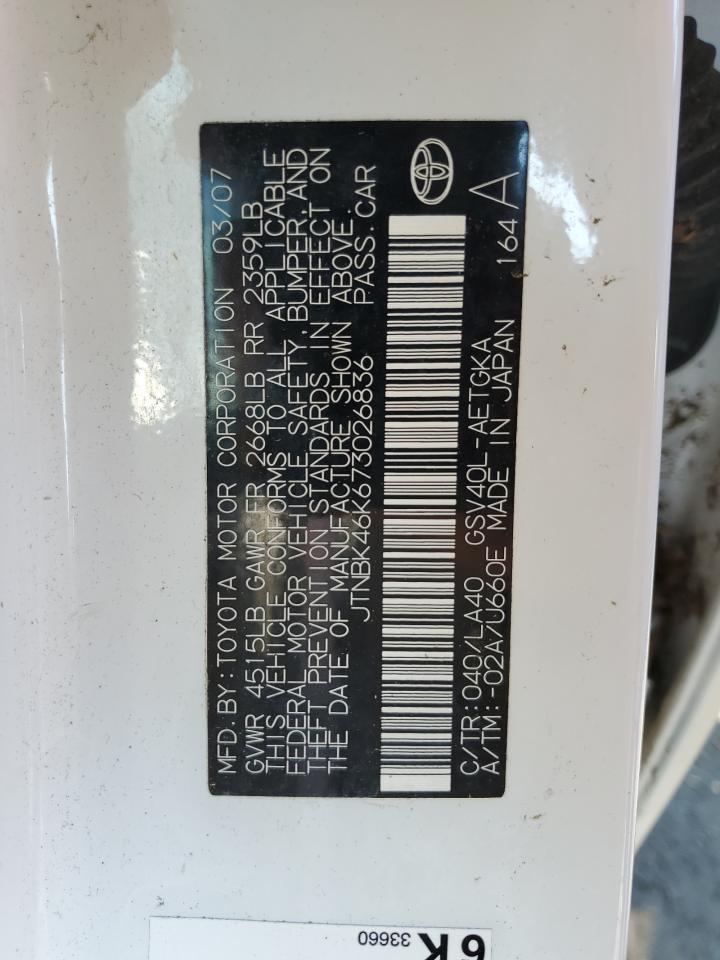 MFD.BY:TOYOTA MOTOR CORPORATION 03/07
GVWR 4515LB GAWR FR 2668LB RR 2359LB
THIS VEHICLE CONFORMS TO ALL APPLICABLE
FEDERAL MOTOR VEHICLE SAFETY,BUMPER,AND
THEFT PREVENTION STANDARDS IN EFFECT ON
THE DATE OF MANUFACTURE SHOWN ABOVE.
JTNBK46K673026836 PASS.CAR
C/TR:040/LA40 GSV40L-AETGKA
A/TM:-02A/U660E MADE IN JAPAN 164 A
6K
33660